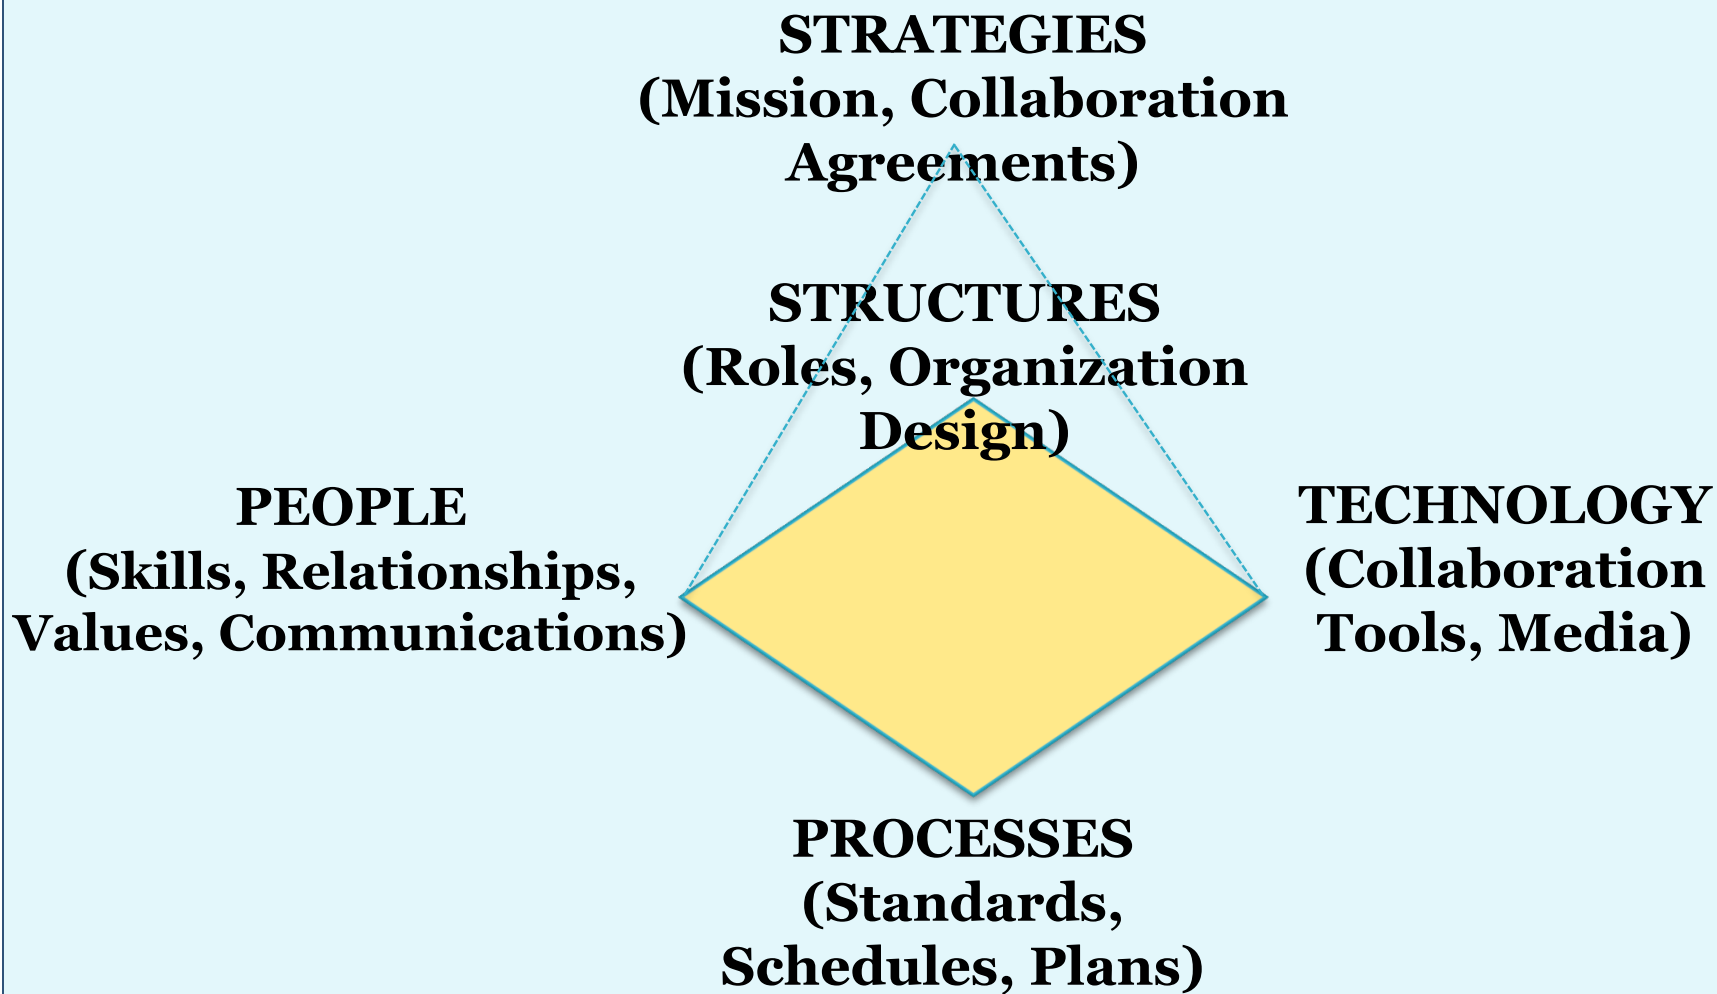 STRATEGIES
(Mission, Collaboration
Agreements)
STRUCTURES
(Roles, Organization
Design)
PEOPLE
(Skills, Relationships,
Values, Communications)
TECHNOLOGY
(Collaboration
Tools, Media)
PROCESSES
(Standards,
Schedules, Plans)